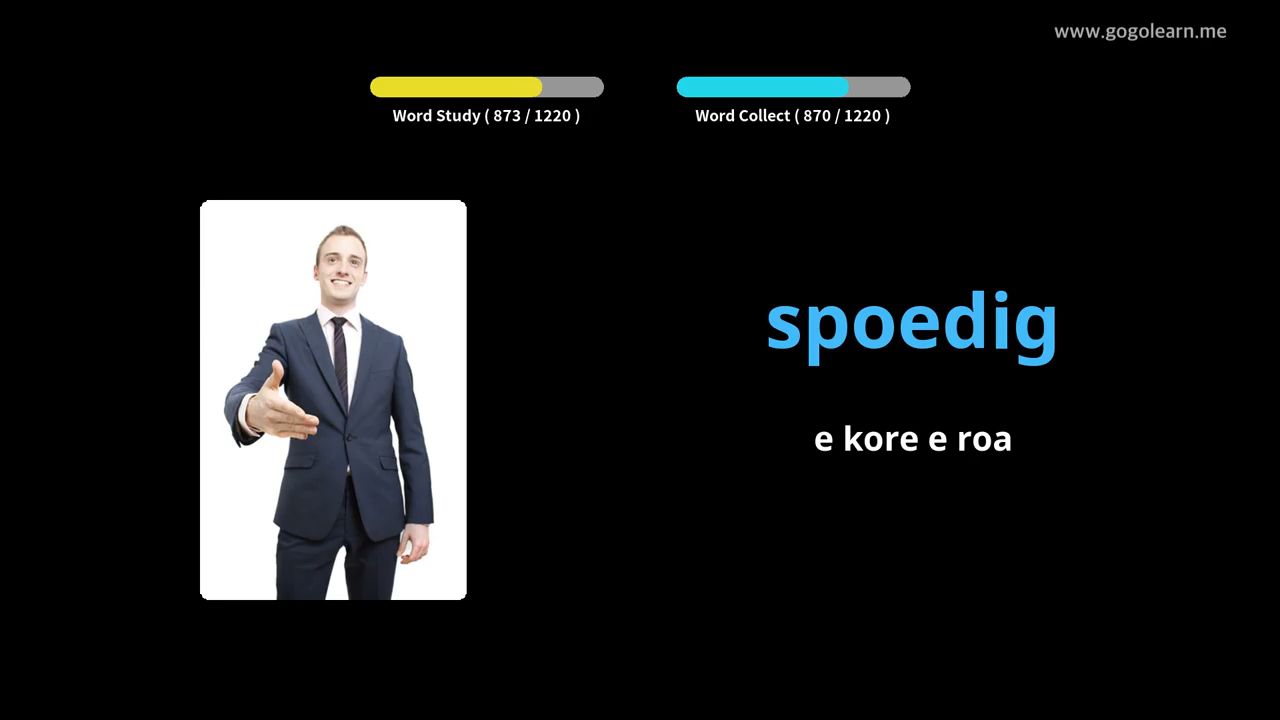 www.gogolearn.me
Word Study ( 873 / 1220 )
Word Collect ( 870 / 1220 )
spoedig
e kore e roa